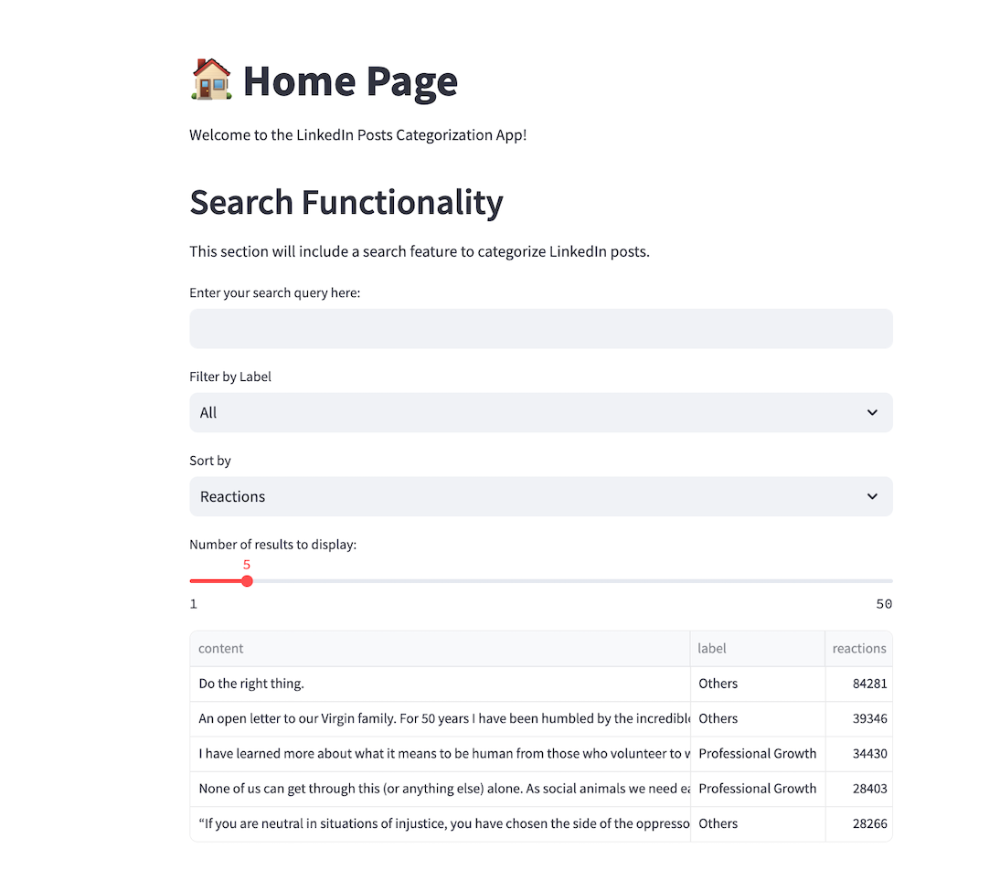 Home Page
Welcome to the LinkedIn Posts Categorization App!
Search Functionality
This section will include a search feature to categorize LinkedIn posts.
Enter your search query here:
Filter by Label
All
Sort by
Reactions
Number of results to display:
5
1 50
content label reactions
Do the right thing. Others 84281
An open letter to our Virgin family. For 50 years I have been humbled by the Others 39346
I have learned more about what it means to be human from those who volunteer to Professional Growth 34430
None of us can get through this (or anything else) alone. As social animals we need Professional Growth 28403
“If you are neutral in situations of injustice, you have chosen the side of the Others 28266